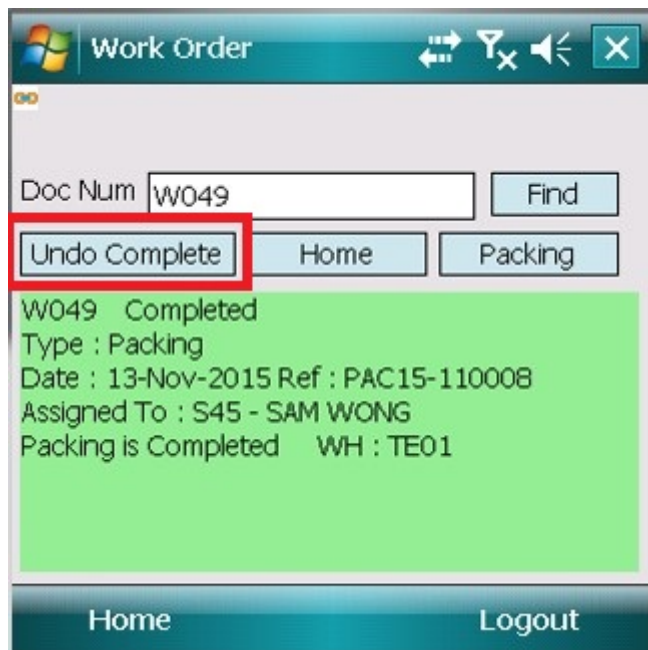 Work Order
Doc Num W049 Find
Undo Complete Home Packing
W049 Completed
Type : Packing
Date : 13-Nov-2015 Ref : PAC15-110008
Assigned To : S45 - SAM WONG
Packing is Completed WH : TE01
Home Logout